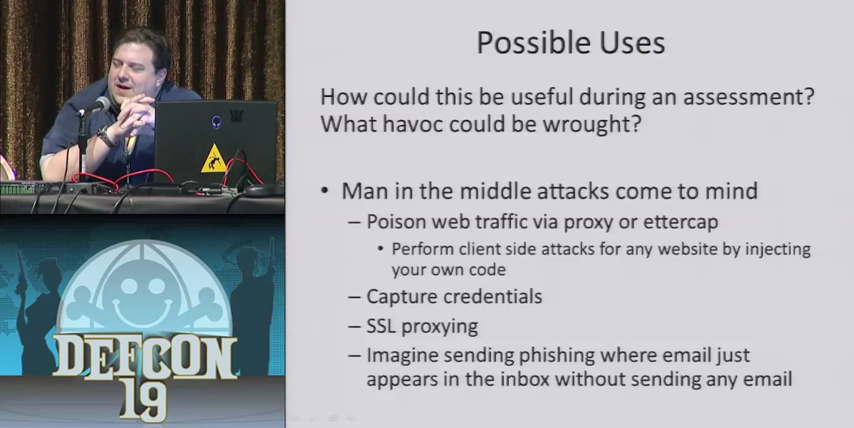 Possible Uses
How could this be useful during an assessment?
What havoc could be wrought?
• Man in the middle attacks come to mind
– Poison web traffic via proxy or ettercap
• Perform client side attacks for any website by injecting
your own code
– Capture credentials
– SSL proxying
– Imagine sending phishing where email just
appears in the inbox without sending any email
DEFCON
19